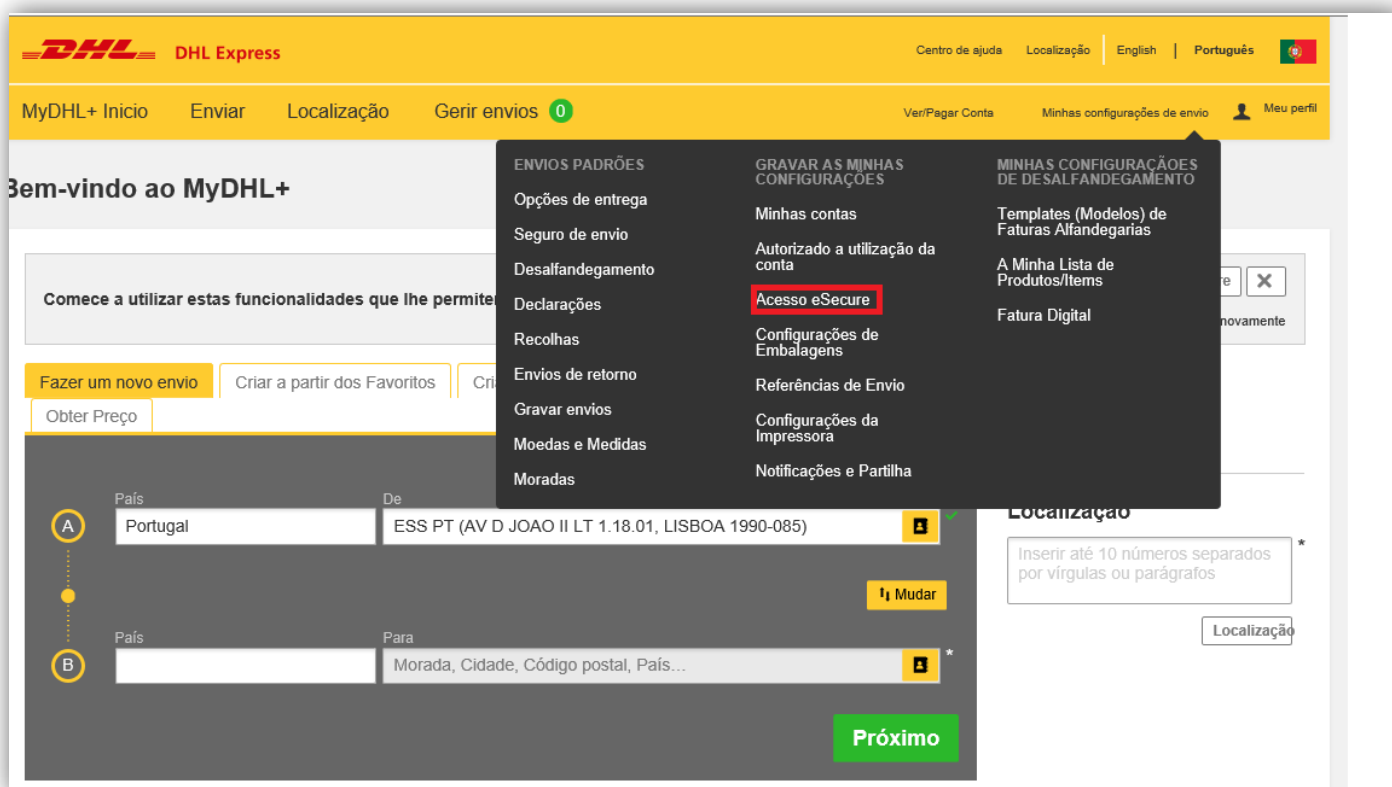 DHL DHL Express
Centro de ajuda Localização English | Português
MyDHL+ Inicio Enviar Localização Gerir envios 0
Ver/Pagar Conta Minhas configurações de envio Meu perfil
Bem-vindo ao MyDHL+
ENVIOS PADRÕES
Opções de entrega
Seguro de envio
Desalfandegamento
Declarações
Recolhas
Envios de retorno
Gravar envios
Moedas e Medidas
Moradas
GRAVAR AS MINHAS
CONFIGURAÇÕES
Minhas contas
Autorizado a utilização da
conta
Acesso eSecure
Configurações de
Embalagens
Referências de Envio
Configurações da
Impressora
Notificações e Partilha
MINHAS CONFIGURAÇÃOES
DE DESALFANDEGAMENTO
Templates (Modelos) de
Faturas Alfandegarias
A Minha Lista de
Produtos/Items
Fatura Digital
Comece a utilizar estas funcionalidades que lhe permite
re
novamente
Fazer um novo envio Criar a partir dos Favoritos Cri
Obter Preço
País De
A Portugal ESS PT (AV D JOAO II LT 1.18.01, LISBOA 1990-085)
Mudar
País Para
B Morada, Cidade, Código postal, País... *
Próximo
Localização
Inserir até 10 números separados *
por vírgulas ou parágrafos
Localização